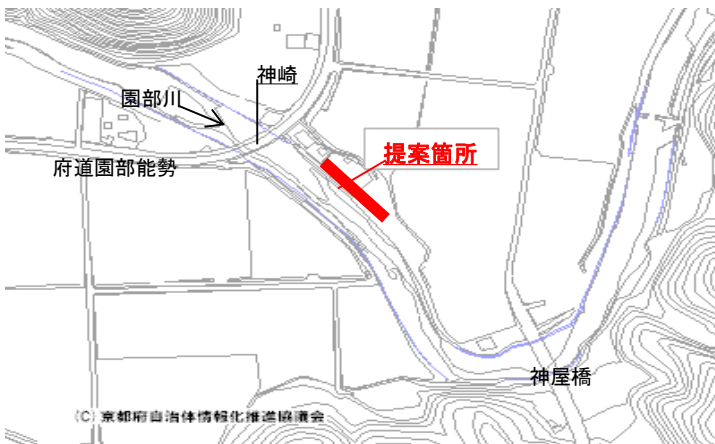 神崎
園部川
提案箇所
府道園部能勢
神屋橋
(C) 京都府自治体情報化推進協議会